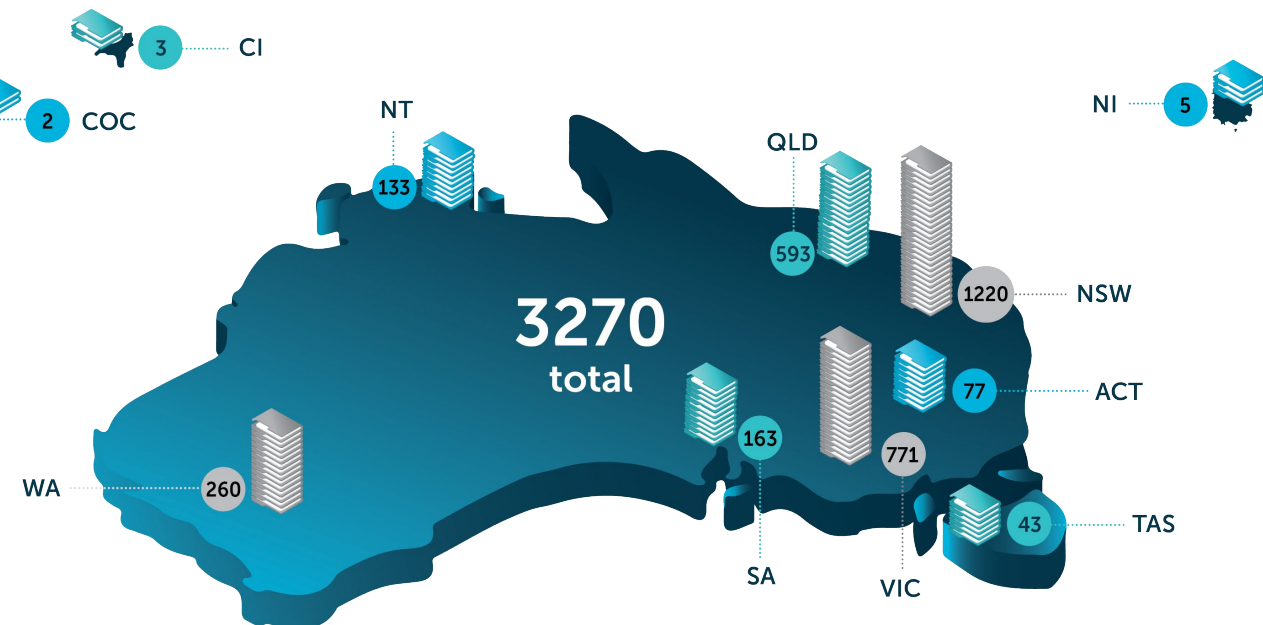 3 CI
2 COC
NI 5
NT
133
QLD
593
1220 NSW
3270
total
77 ACT
163
771
WA 260
43 TAS
SA
VIC